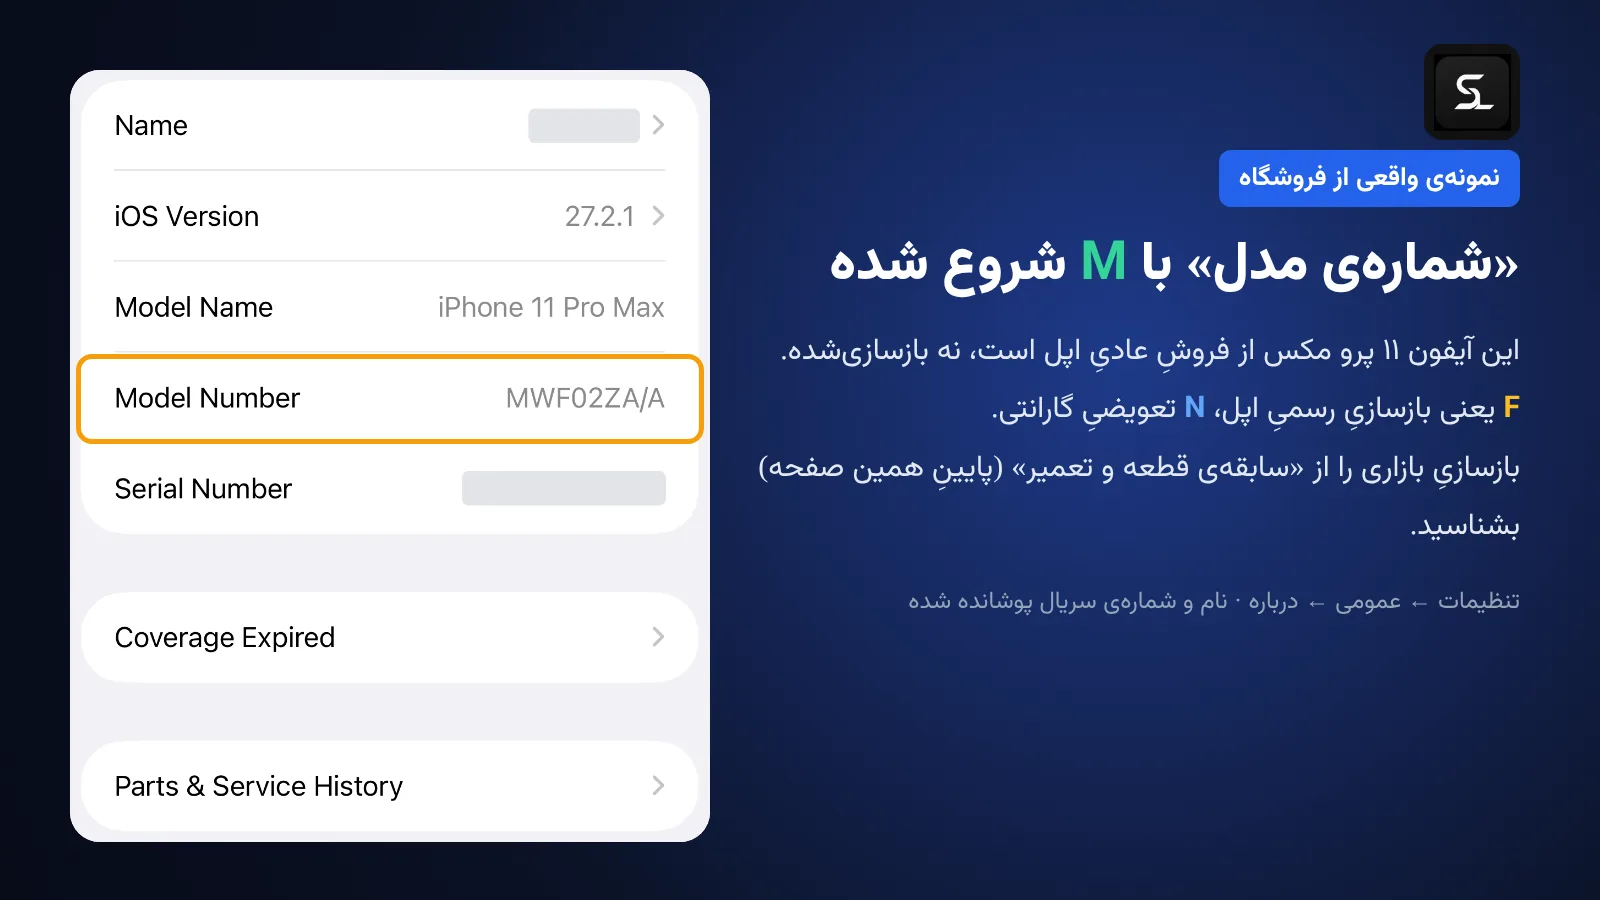 Name
iOS Version 27.2.1
Model Name iPhone 11 Pro Max
Model Number MWF02ZA/A
Serial Number
Coverage Expired
Parts & Service History
SL
نمونه‌ی واقعی از فروشگاه
«شماره‌ی مدل» با M شروع شده
این آیفون ۱۱ پرو مکس از فروشِ عادیِ اپل است، نه بازسازی‌شده.
F یعنی بازسازیِ رسمیِ اپل، N تعویضیِ گارانتی.
بازسازیِ بازاری را از «سابقه‌ی قطعه و تعمیر» (پایینِ همین صفحه)
بشناسید.
تنظیمات ← عمومی ← درباره · نام و شماره‌ی سریال پوشانده شده